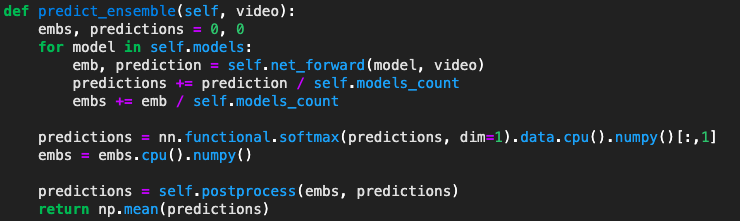 def predict_ensemble(self, video):
    embs, predictions = 0, 0
    for model in self.models:
        emb, prediction = self.net_forward(model, video)
        predictions += prediction / self.models_count
        embs += emb / self.models_count

    predictions = nn.functional.softmax(predictions, dim=1).data.cpu().numpy()[:,1]
    embs = embs.cpu().numpy()

    predictions = self.postprocess(embs, predictions)
    return np.mean(predictions)